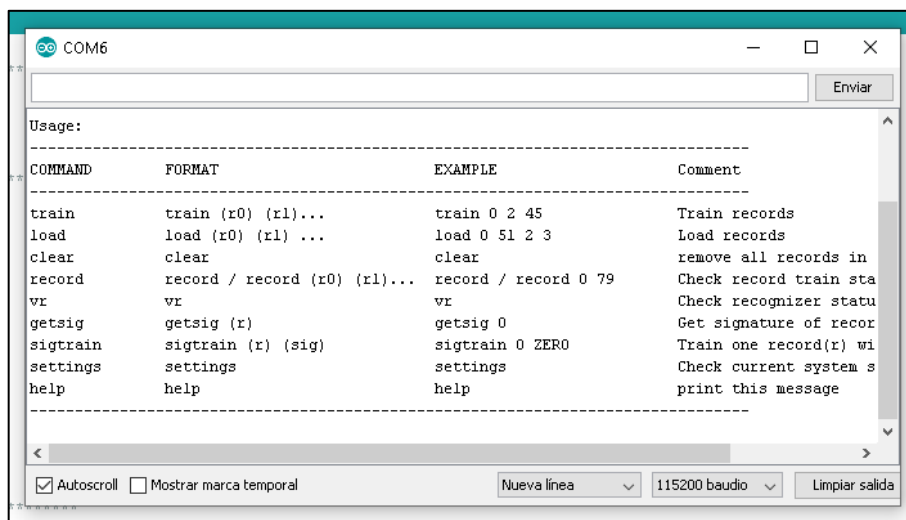 COM6
Enviar
Usage:
--------------------------------------------------------------------------------
COMMAND FORMAT EXAMPLE Comment
--------------------------------------------------------------------------------
train train (r0) (r1)... train 0 2 45 Train records
load load (r0) (r1) ... load 0 51 2 3 Load records
clear clear clear remove all records in
record record / record (r0) (r1)... record / record 0 79 Check record train sta
vr vr vr Check recognizer statu
getsig getsig (r) getsig 0 Get signature of recor
sigtrain sigtrain (r) (sig) sigtrain 0 ZERO Train one record(r) wi
settings settings settings Check current system s
help help help print this message
--------------------------------------------------------------------------------
Autoscroll Mostrar marca temporal Nueva línea 115200 baudio Limpiar salida